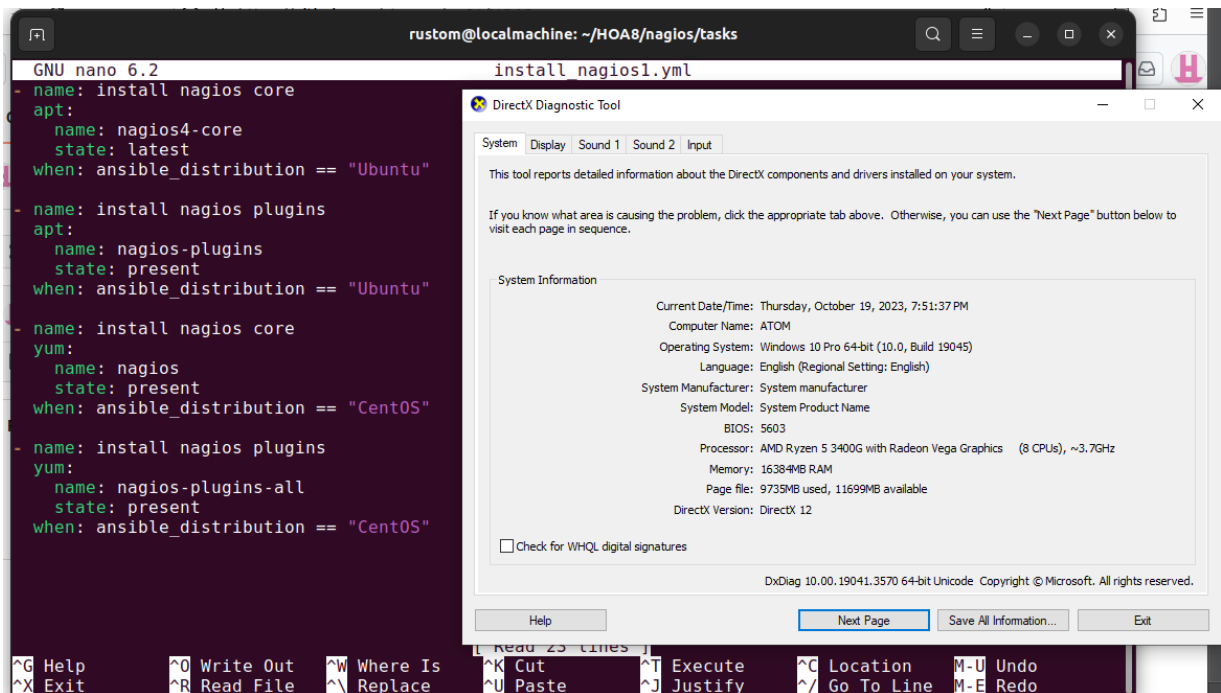 rustom@localmachine: ~/HOA8/nagios/tasks
GNU nano 6.2 install_nagios1.yml
- name: install nagios core
apt:
name: nagios4-core
state: latest
when: ansible_distribution == "Ubuntu"
- name: install nagios plugins
apt:
name: nagios-plugins
state: present
when: ansible_distribution == "Ubuntu"
- name: install nagios core
yum:
name: nagios
state: present
when: ansible_distribution == "CentOS"
- name: install nagios plugins
yum:
name: nagios-plugins-all
state: present
when: ansible_distribution == "CentOS"
[ Read 23 lines ]
^G Help ^O Write Out ^W Where Is ^K Cut ^T Execute ^C Location M-U Undo
^X Exit ^R Read File ^\ Replace ^U Paste ^J Justify ^/ Go To Line M-E Redo
DirectX Diagnostic Tool
System Display Sound 1 Sound 2 Input
This tool reports detailed information about the DirectX components and drivers installed on your system.
If you know what area is causing the problem, click the appropriate tab above. Otherwise, you can use the "Next Page" button below to
visit each page in sequence.
System Information
Current Date/Time: Thursday, October 19, 2023, 7:51:37 PM
Computer Name: ATOM
Operating System: Windows 10 Pro 64-bit (10.0, Build 19045)
Language: English (Regional Setting: English)
System Manufacturer: System manufacturer
System Model: System Product Name
BIOS: 5603
Processor: AMD Ryzen 5 3400G with Radeon Vega Graphics (8 CPUs), ~3.7GHz
Memory: 16384MB RAM
Page file: 9735MB used, 11699MB available
DirectX Version: DirectX 12
Check for WHQL digital signatures
DxDiag 10.00.19041.3570 64-bit Unicode Copyright © Microsoft. All rights reserved.
Help Next Page Save All Information... Exit